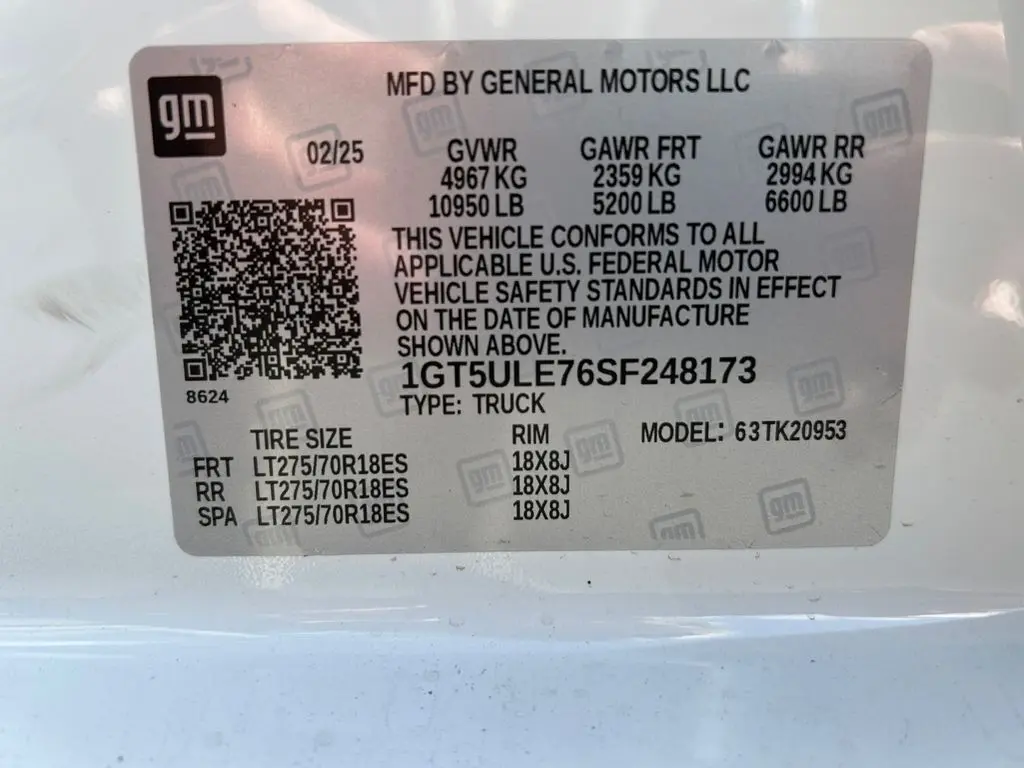 gm
MFD BY GENERAL MOTORS LLC
02/25 GVWR GAWR FRT GAWR RR
4967 KG 2359 KG 2994 KG
10950 LB 5200 LB 6600 LB
THIS VEHICLE CONFORMS TO ALL
APPLICABLE U.S. FEDERAL MOTOR
VEHICLE SAFETY STANDARDS IN EFFECT
ON THE DATE OF MANUFACTURE
SHOWN ABOVE.
8624
1GT5ULE76SF248173
TYPE: TRUCK
TIRE SIZE RIM MODEL: 63TK20953
FRT LT275/70R18ES 18X8J
RR LT275/70R18ES 18X8J
SPA LT275/70R18ES 18X8J